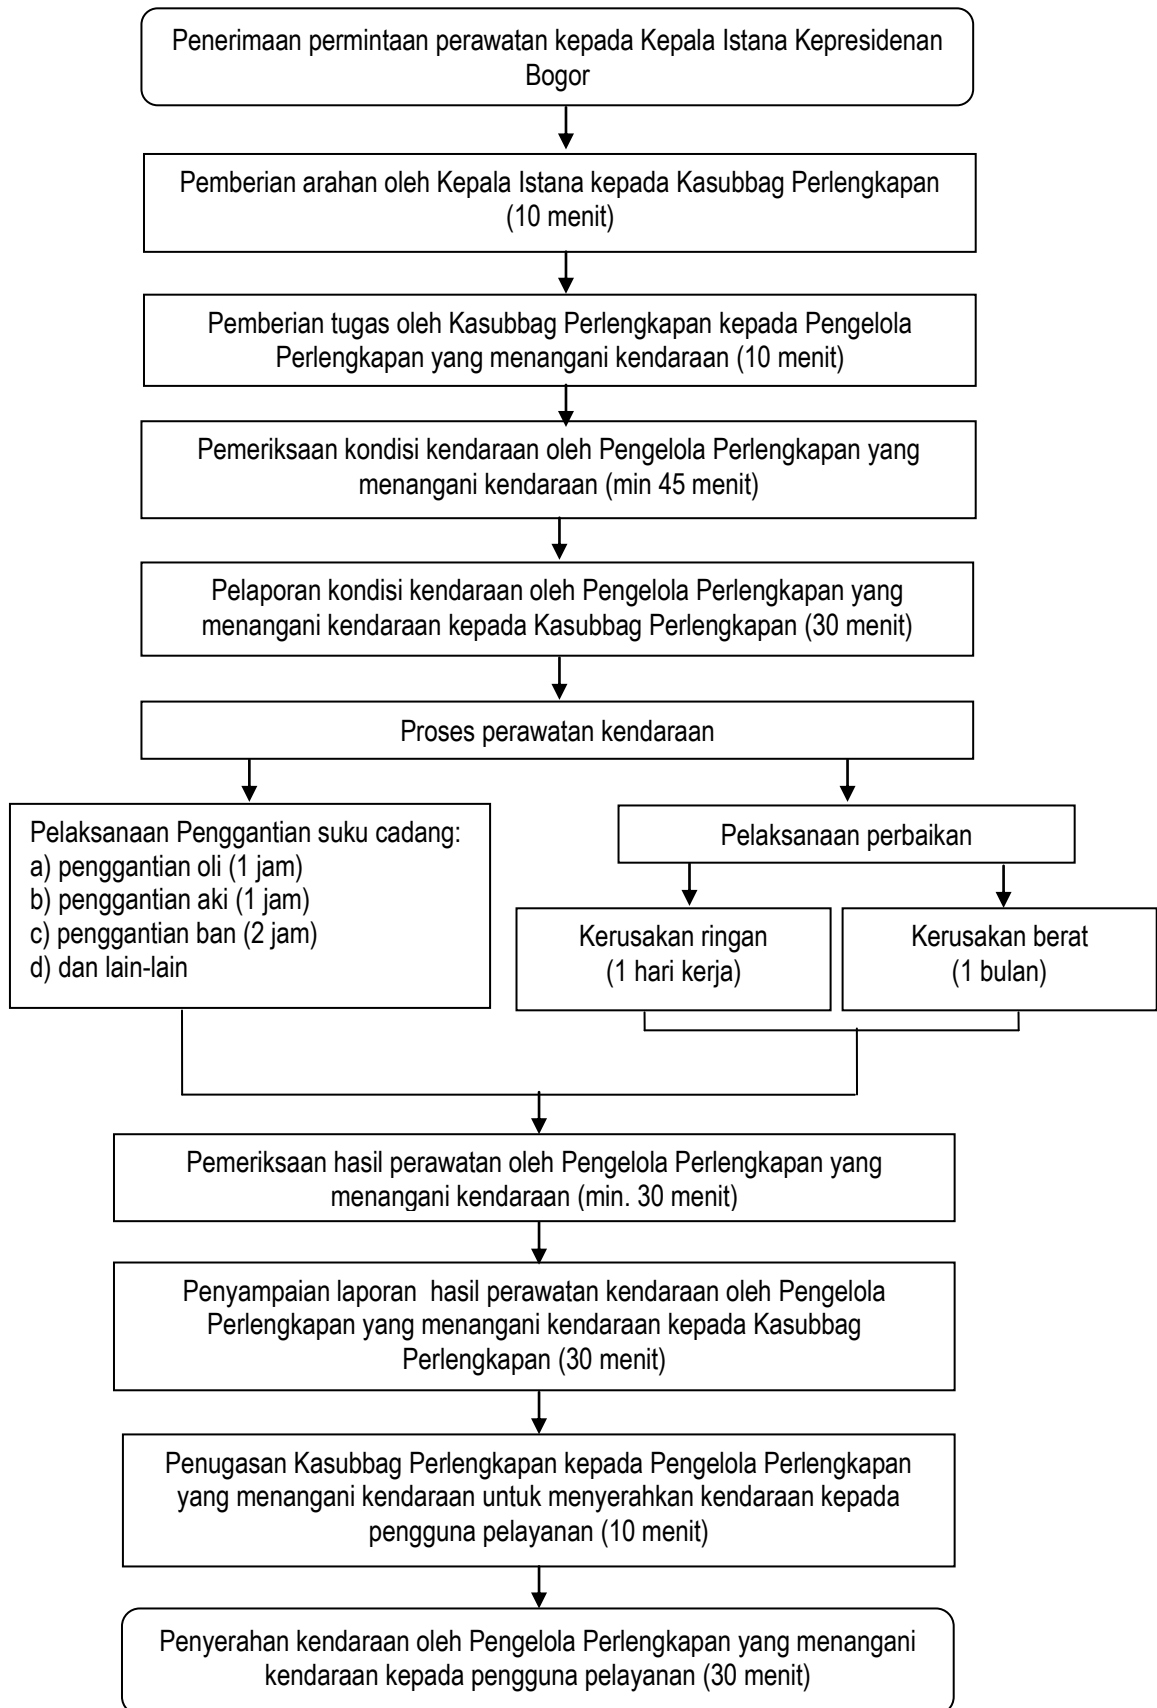 Penerimaan permintaan perawatan kepada Kepala Istana Kepresidenan
Bogor
Pemberian arahan oleh Kepala Istana kepada Kasubbag Perlengkapan
(10 menit)
Pemberian tugas oleh Kasubbag Perlengkapan kepada Pengelola
Perlengkapan yang menangani kendaraan (10 menit)
Pemeriksaan kondisi kendaraan oleh Pengelola Perlengkapan yang
menangani kendaraan (min 45 menit)
Pelaporan kondisi kendaraan oleh Pengelola Perlengkapan yang
menangani kendaraan kepada Kasubbag Perlengkapan (30 menit)
Proses perawatan kendaraan
Pelaksanaan Penggantian suku cadang:
a) penggantian oli (1 jam)
b) penggantian aki (1 jam)
c) penggantian ban (2 jam)
d) dan lain-lain
Pelaksanaan perbaikan
Kerusakan ringan
(1 hari kerja)
Kerusakan berat
(1 bulan)
Pemeriksaan hasil perawatan oleh Pengelola Perlengkapan yang
menangani kendaraan (min. 30 menit)
Penyampaian laporan hasil perawatan kendaraan oleh Pengelola
Perlengkapan yang menangani kendaraan kepada Kasubbag
Perlengkapan (30 menit)
Penugasan Kasubbag Perlengkapan kepada Pengelola Perlengkapan
yang menangani kendaraan untuk menyerahkan kendaraan kepada
pengguna pelayanan (10 menit)
Penyerahan kendaraan oleh Pengelola Perlengkapan yang menangani
kendaraan kepada pengguna pelayanan (30 menit)